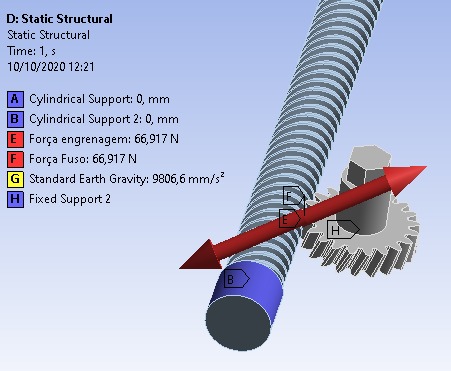 D: Static Structural
Static Structural
Time: 1, s
10/10/2020 12:21
A Cylindrical Support: 0, mm
B Cylindrical Support 2: 0, mm
E Força engrenagem: 66,917 N
F Força Fuso: 66,917 N
G Standard Earth Gravity: 9806,6 mm/s²
H Fixed Support 2
F
E
H
B